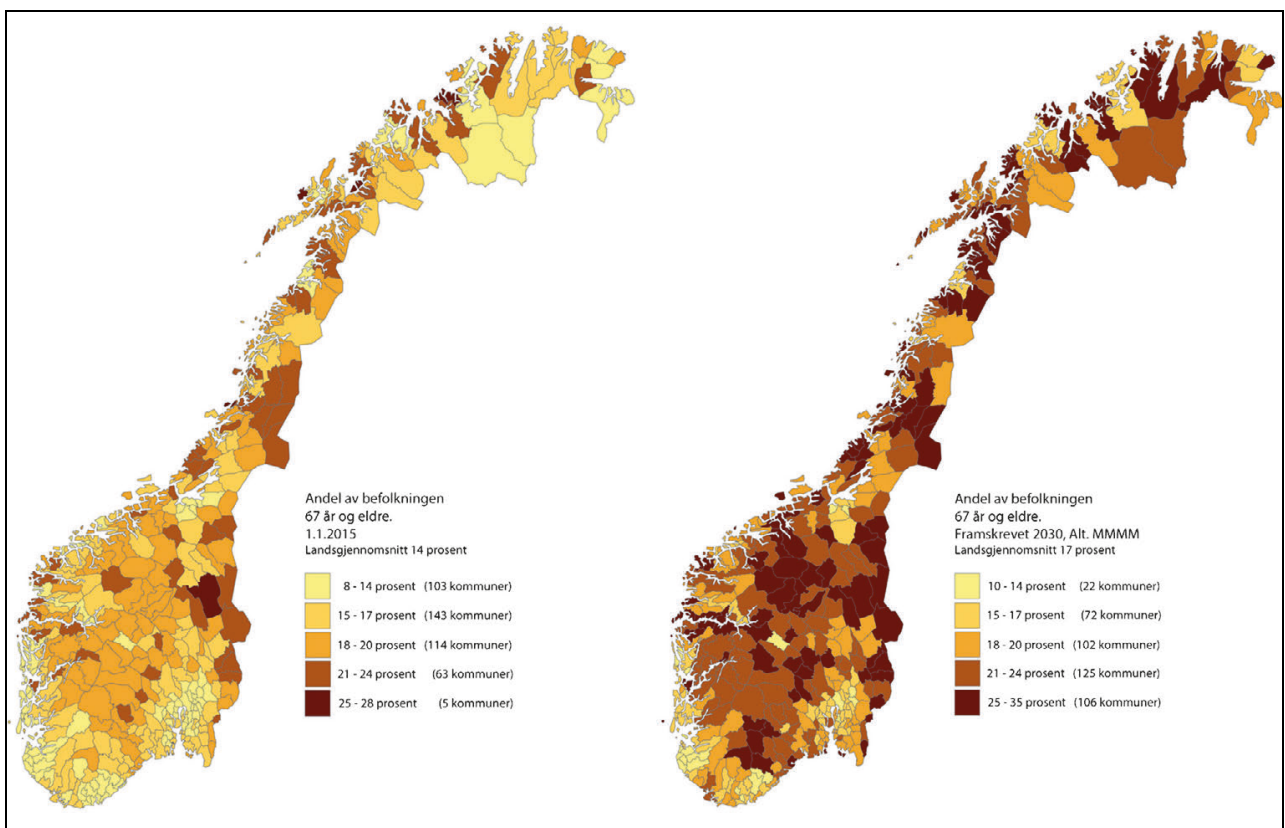 Andel av befolkningen
67 år og eldre.
1.1.2015
Landsgjennomsnitt 14 prosent
8 - 14 prosent (103 kommuner)
15 - 17 prosent (143 kommuner)
18 - 20 prosent (114 kommuner)
21 - 24 prosent (63 kommuner)
25 - 28 prosent (5 kommuner)
Andel av befolkningen
67 år og eldre.
Framskrevet 2030, Alt. MMMM
Landsgjennomsnitt 17 prosent
10 - 14 prosent (22 kommuner)
15 - 17 prosent (72 kommuner)
18 - 20 prosent (102 kommuner)
21 - 24 prosent (125 kommuner)
25 - 35 prosent (106 kommuner)